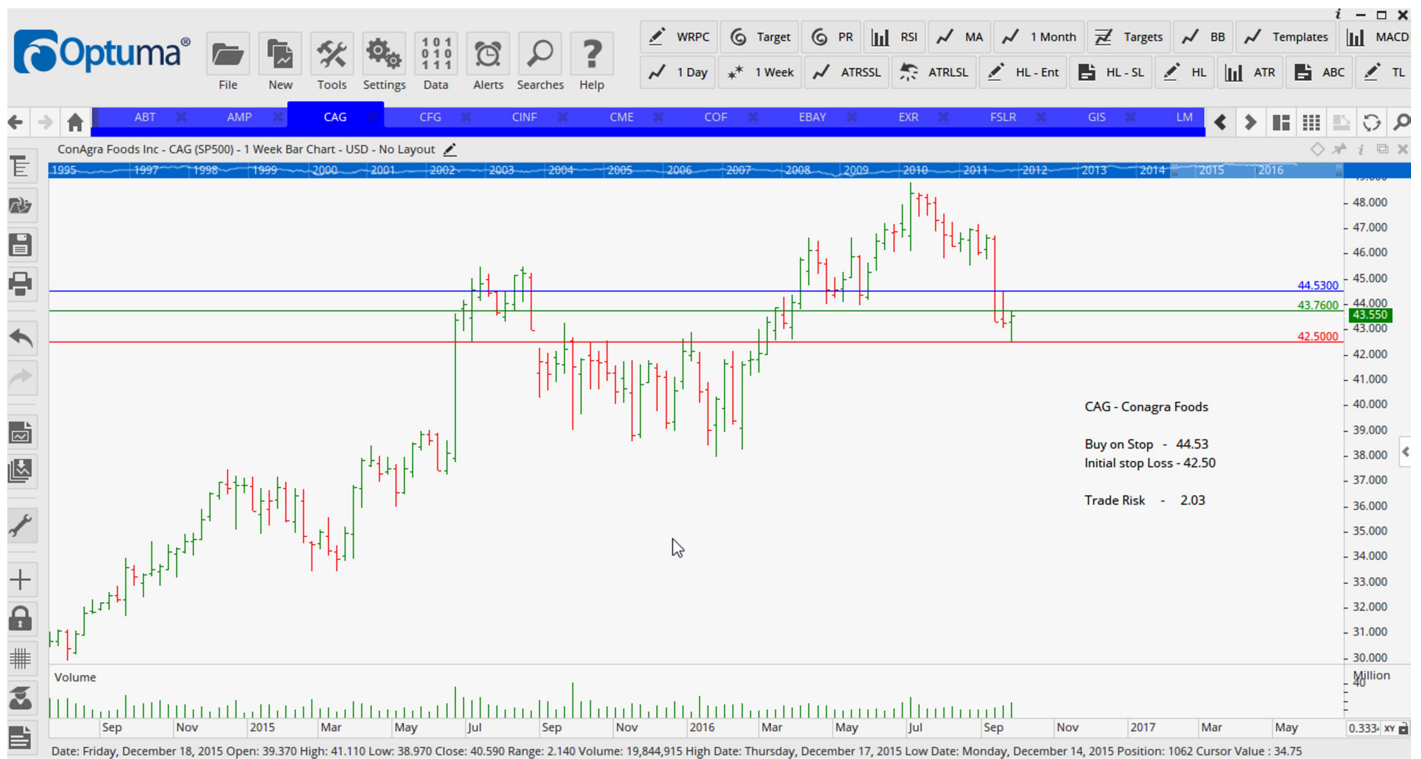 i
Optuma®
File New Tools Settings Data Alerts Searches Help
101
010
111
WRPC Target PR RSI MA 1 Month Targets BB Templates MACD
1 Day 1 Week ATRSSL ATRLSL HL - Ent HL - SL HL ATR ABC TL
ABT AMP CAG CFG CINF CME COF EBAY EXR FSLR GIS LM
ConAgra Foods Inc - CAG (SP500) - 1 Week Bar Chart - USD - No Layout
1995 1997 1998 1999 2000 2001 2002 2003 2004 2005 2006 2007 2008 2009 2010 2011 2012 2013 2014 2015 2016
48.000
47.000
46.000
45.000
44.5300
44.000
43.7600
43.550
43.000
42.5000
42.000
41.000
CAG - Conagra Foods
40.000
39.000
Buy on Stop - 44.53
38.000
Initial stop Loss - 42.50
37.000
Trade Risk - 2.03
36.000
35.000
34.000
33.000
32.000
31.000
30.000
Volume
Million
40
Sep Nov 2015 Mar May Jul Sep Nov 2016 Mar May Jul Sep Nov 2017 Mar May
0.333 XY
Date: Friday, December 18, 2015 Open: 39.370 High: 41.110 Low: 38.970 Close: 40.590 Range: 2.140 Volume: 19,844,915 High Date: Thursday, December 17, 2015 Low Date: Monday, December 14, 2015 Position: 1062 Cursor Value : 34.75